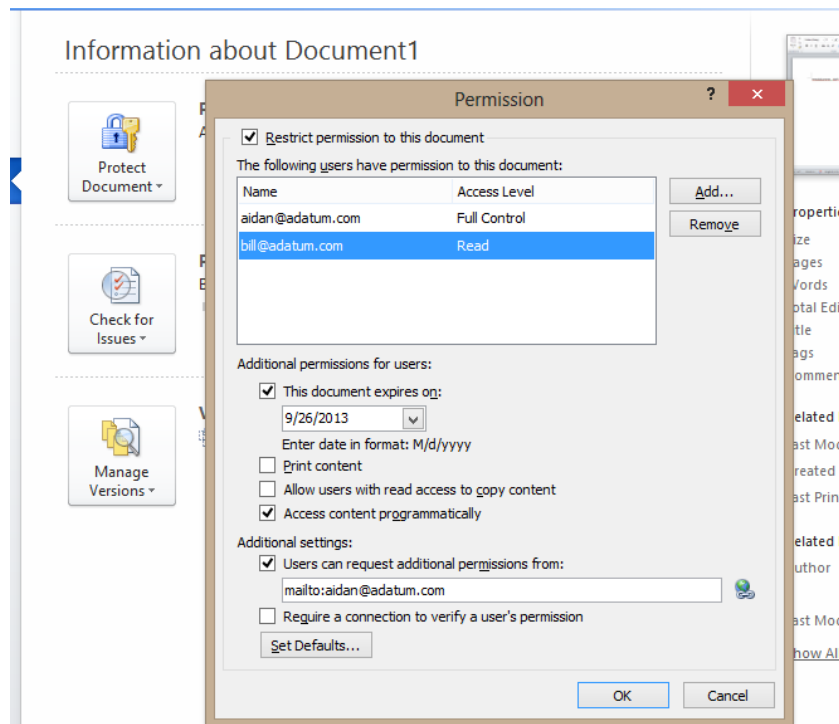 Information about Document1
Protect
Document
Check for
Issues
Manage
Versions
Permission
?
Restrict permission to this document
The following users have permission to this document:
Name Access Level
aidan@adatum.com Full Control
bill@adatum.com Read
Add...
Remove
Additional permissions for users:
This document expires on:
9/26/2013
Enter date in format: M/d/yyyy
Print content
Allow users with read access to copy content
Access content programmatically
Additional settings:
Users can request additional permissions from:
mailto:aidan@adatum.com
Require a connection to verify a user's permission
Set Defaults...
OK Cancel